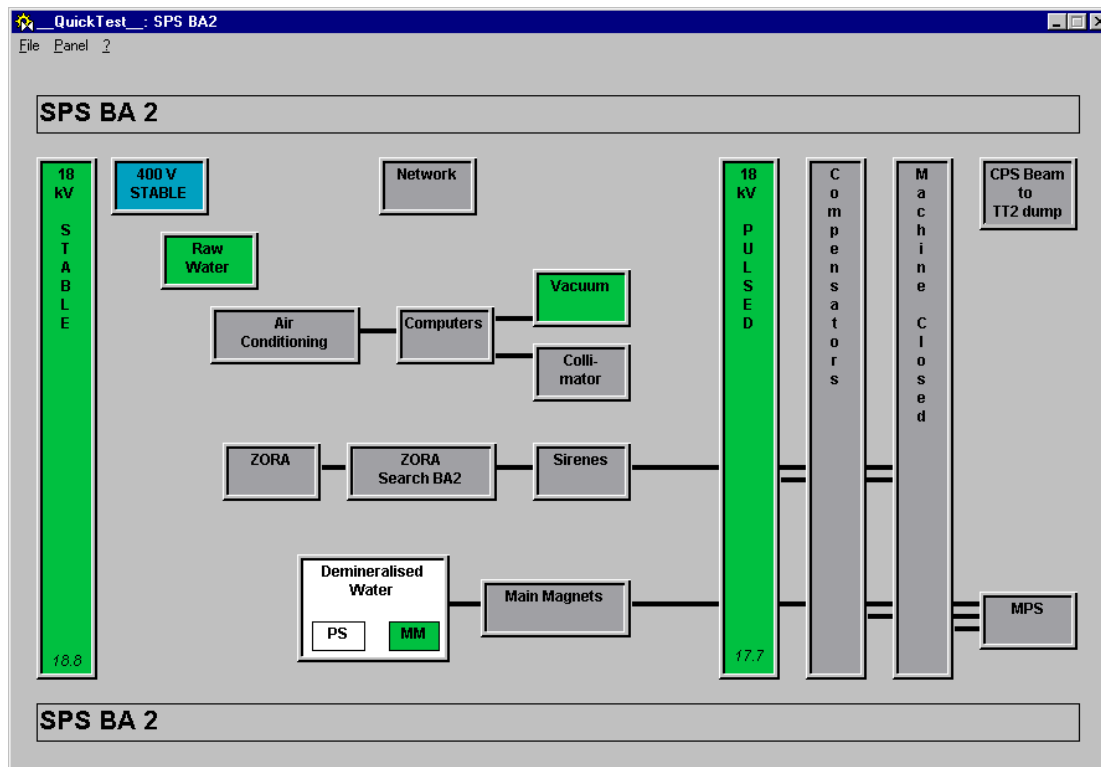 __QuickTest__: SPS BA2
File Panel ?
SPS BA 2
18
kV
S
T
A
B
L
E
18.8
400 V
STABLE
Network
Raw
Water
Air
Conditioning
Computers
Vacuum
Colli-
mator
ZORA
ZORA
Search BA2
Sirenes
Demineralised
Water
PS
MM
Main Magnets
18
kV
P
U
L
S
E
D
17.7
C
o
m
p
e
n
s
a
t
o
r
s
M
a
c
h
i
n
e
C
l
o
s
e
d
CPS Beam
to
TT2 dump
MPS
SPS BA 2